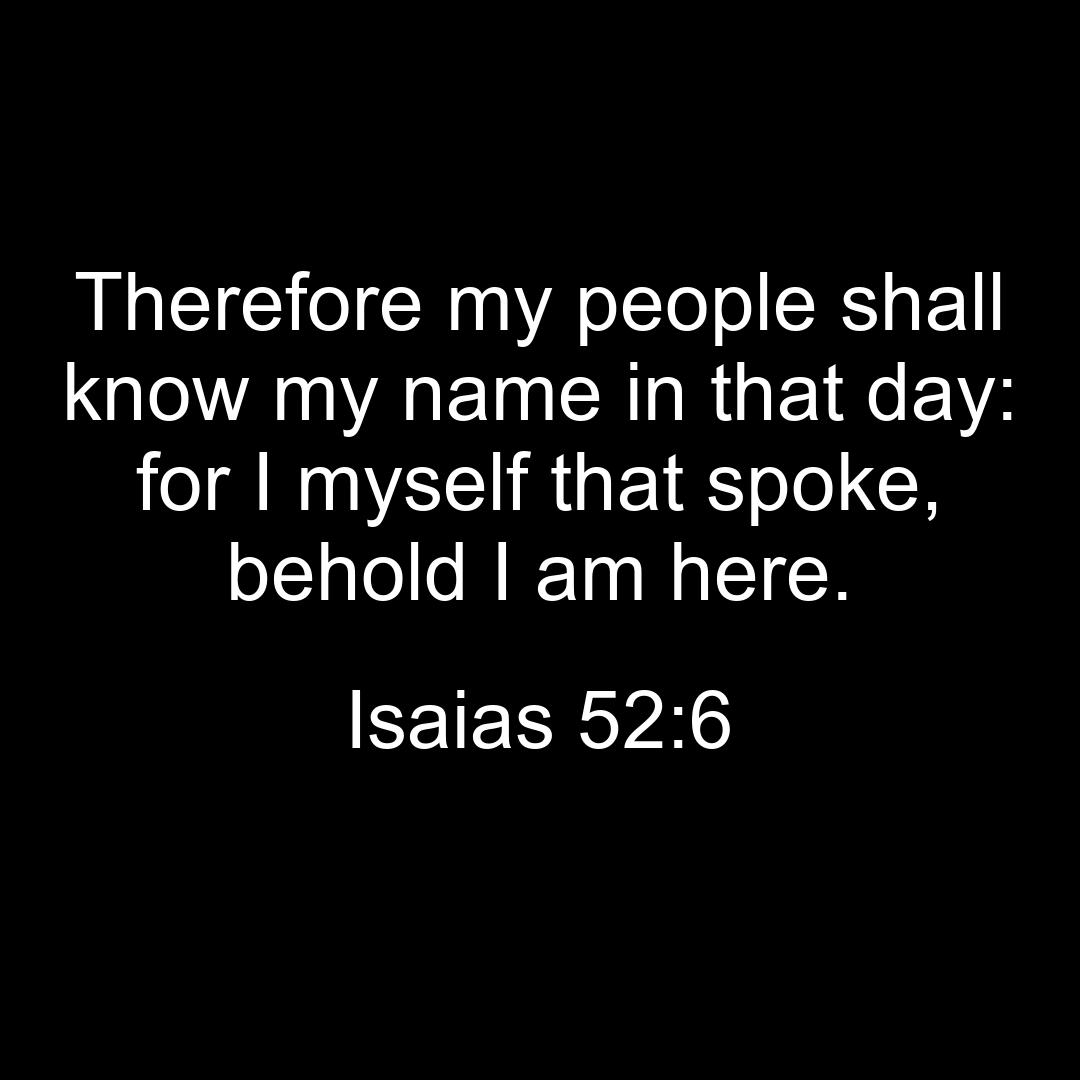 Therefore my people shall
know my name in that day:
for I myself that spoke,
behold I am here.
Isaias 52:6